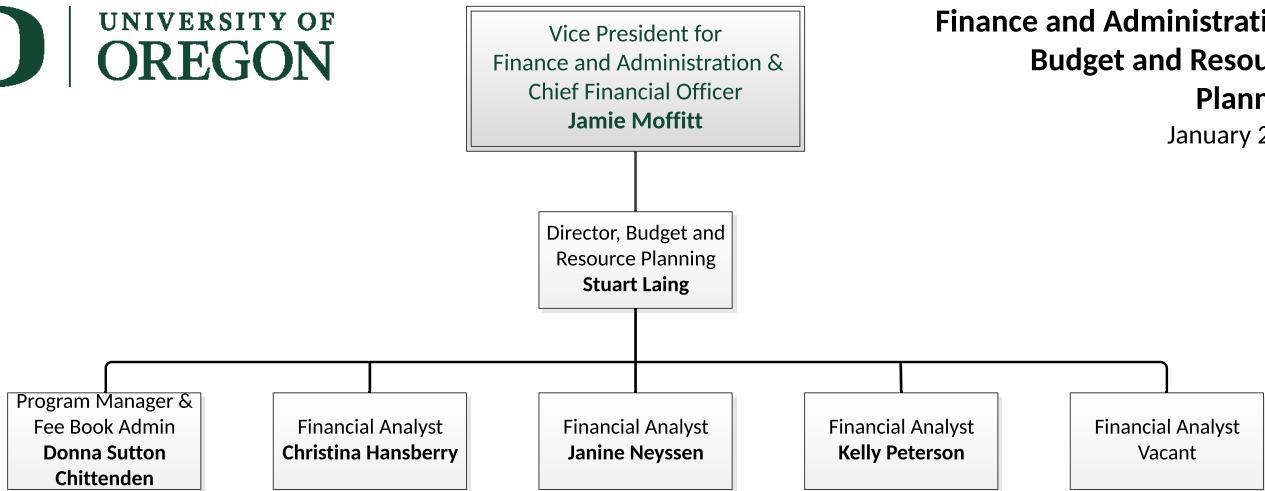 UNIVERSITY OF
OREGON
Vice President for
Finance and Administration &
Chief Financial Officer
Jamie Moffitt
Finance and Administrati
Budget and Resou
Plann
January 2
Director, Budget and
Resource Planning
Stuart Laing
Program Manager &
Fee Book Admin
Donna Sutton
Chittenden
Financial Analyst
Christina Hansberry
Financial Analyst
Janine Neyssen
Financial Analyst
Kelly Peterson
Financial Analyst
Vacant